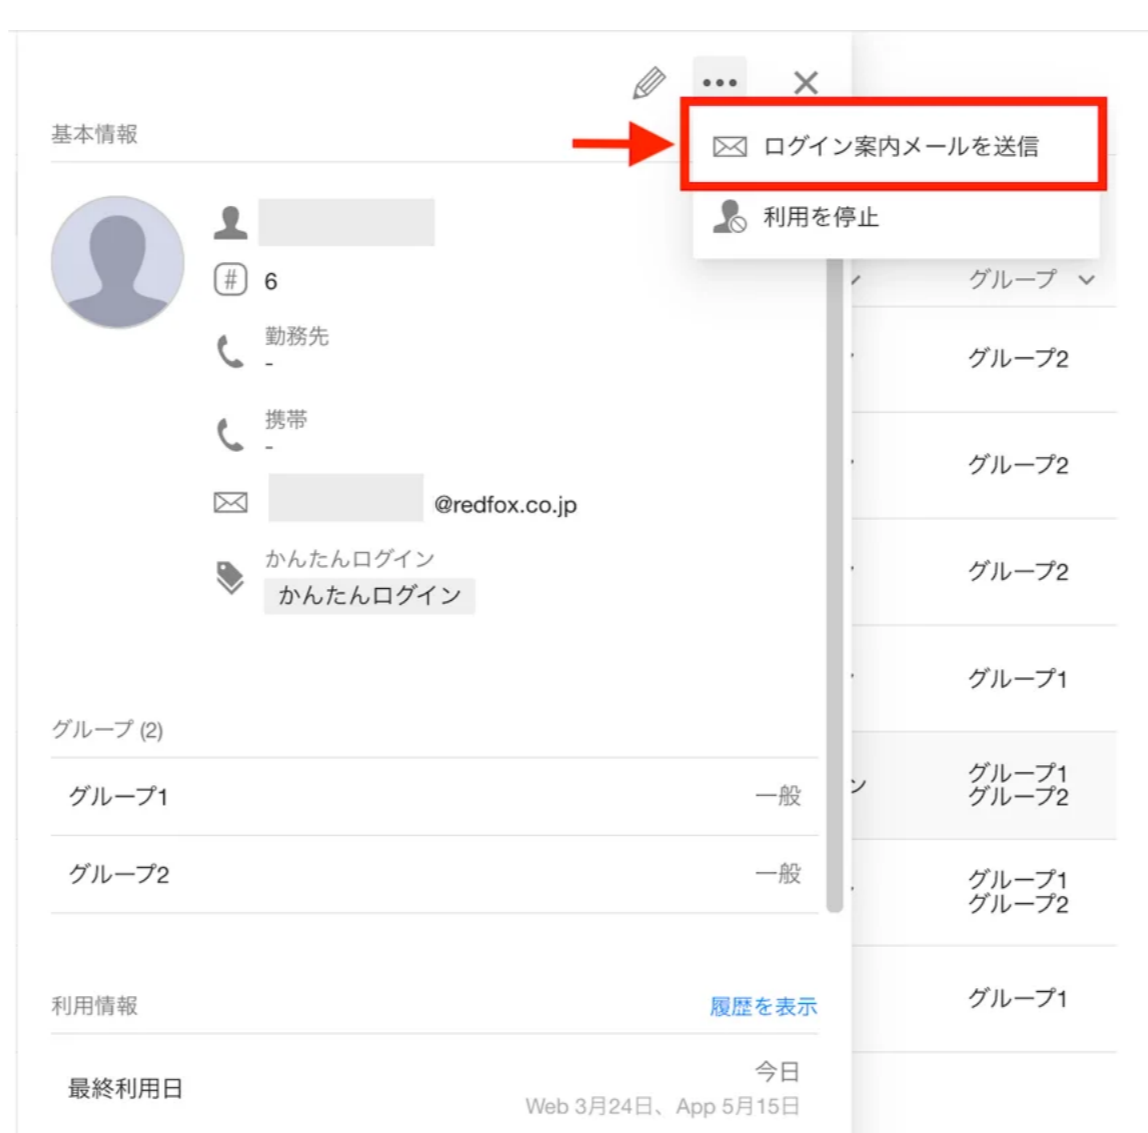 基本情報
ログイン案内メールを送信
利用を停止
# 6
勤務先
-
携帯
-
@redfox.co.jp
かんたんログイン
かんたんログイン
グループ (2)
グループ1 一般
グループ2 一般
利用情報 履歴を表示
最終利用日 今日
Web 3月24日、App 5月15日
グループ
グループ2
グループ2
グループ2
グループ1
ン グループ1
グループ2
グループ1
グループ2
グループ1